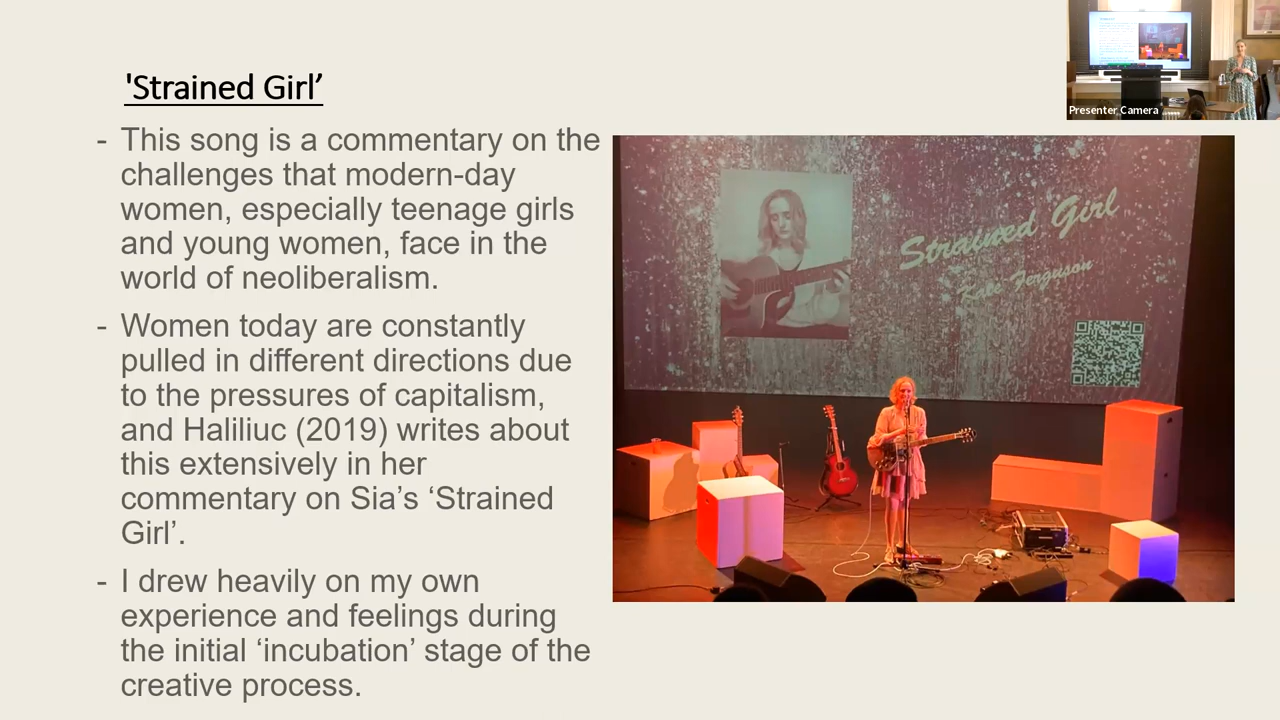 'Strained Girl’
- This song is a commentary on the
challenges that modern-day
women, especially teenage girls
and young women, face in the
world of neoliberalism.
- Women today are constantly
pulled in different directions due
to the pressures of capitalism,
and Haliliuc (2019) writes about
this extensively in her
commentary on Sia’s ‘Strained
Girl’.
- I drew heavily on my own
experience and feelings during
the initial ‘incubation’ stage of the
creative process.
Presenter Camera
Strained Girl
Ferguson